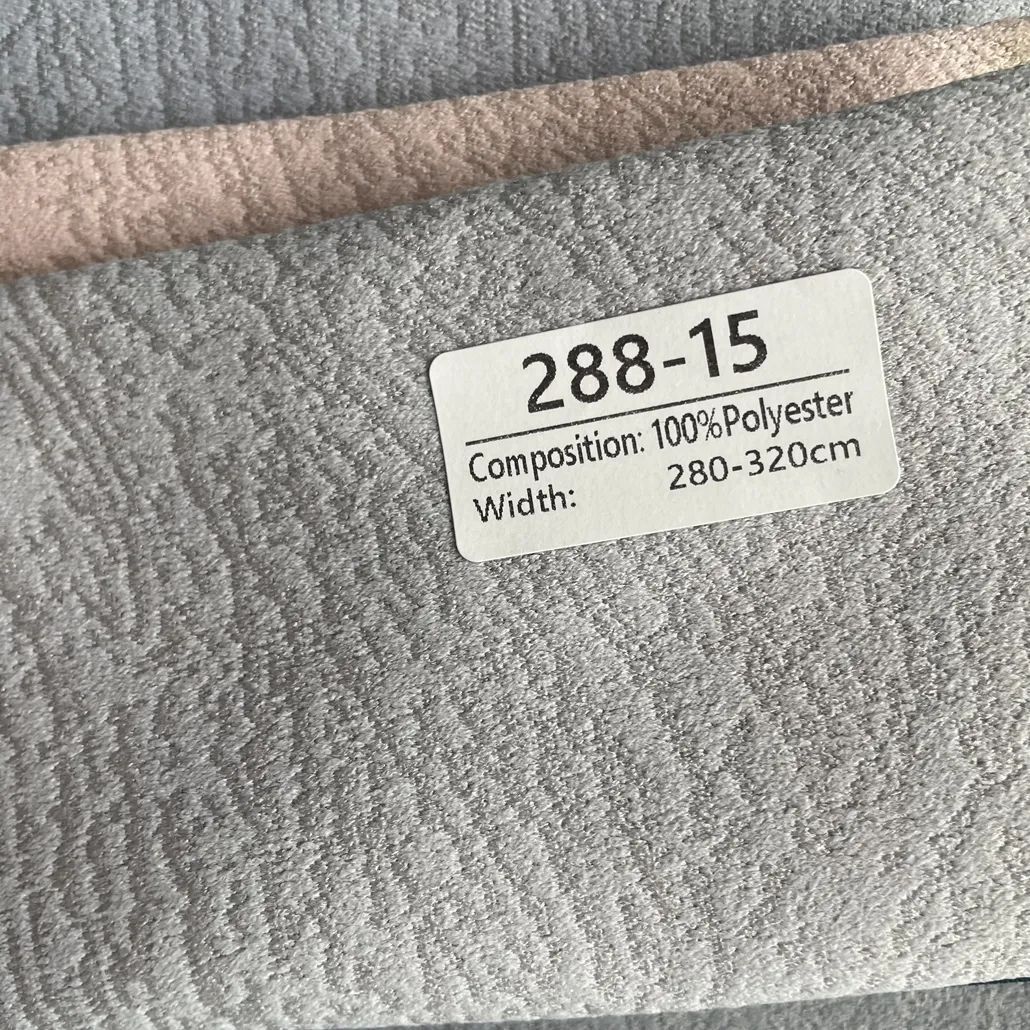 288-15
Composition: 100%Polyester
Width: 280-320cm